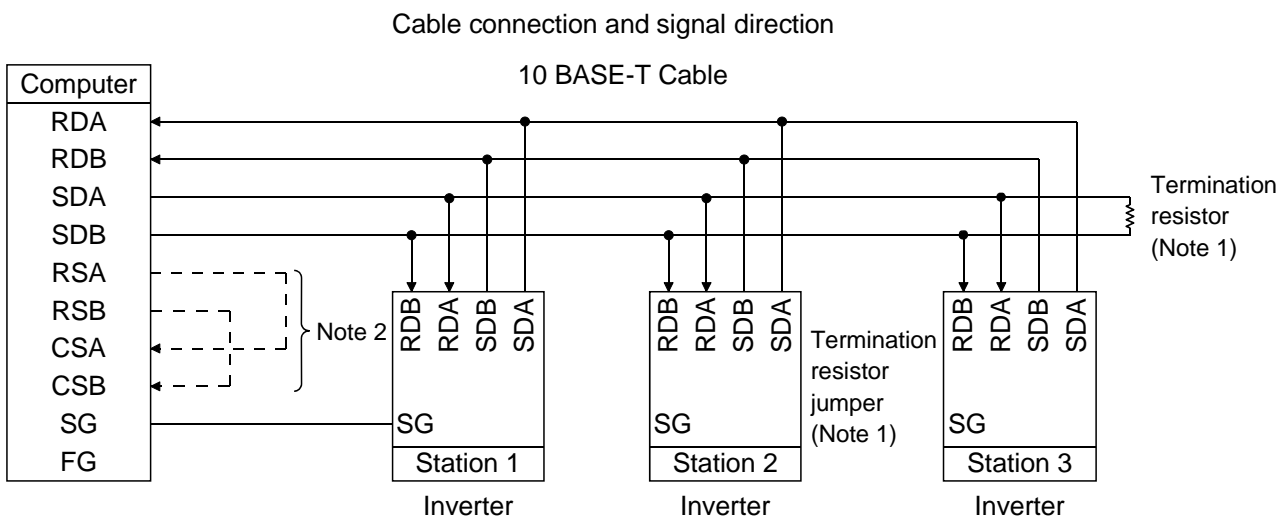 Cable connection and signal direction
10 BASE-T Cable
Computer
RDA
RDB
SDA
SDB
RSA
RSB
CSA
CSB
SG
FG
Note 2
RDB
RDA
SDB
SDA
SG
Station 1
Inverter
RDB
RDA
SDB
SDA
SG
Station 2
Inverter
Termination
resistor
jumper
(Note 1)
RDB
RDA
SDB
SDA
SG
Station 3
Inverter
Termination
resistor
(Note 1)